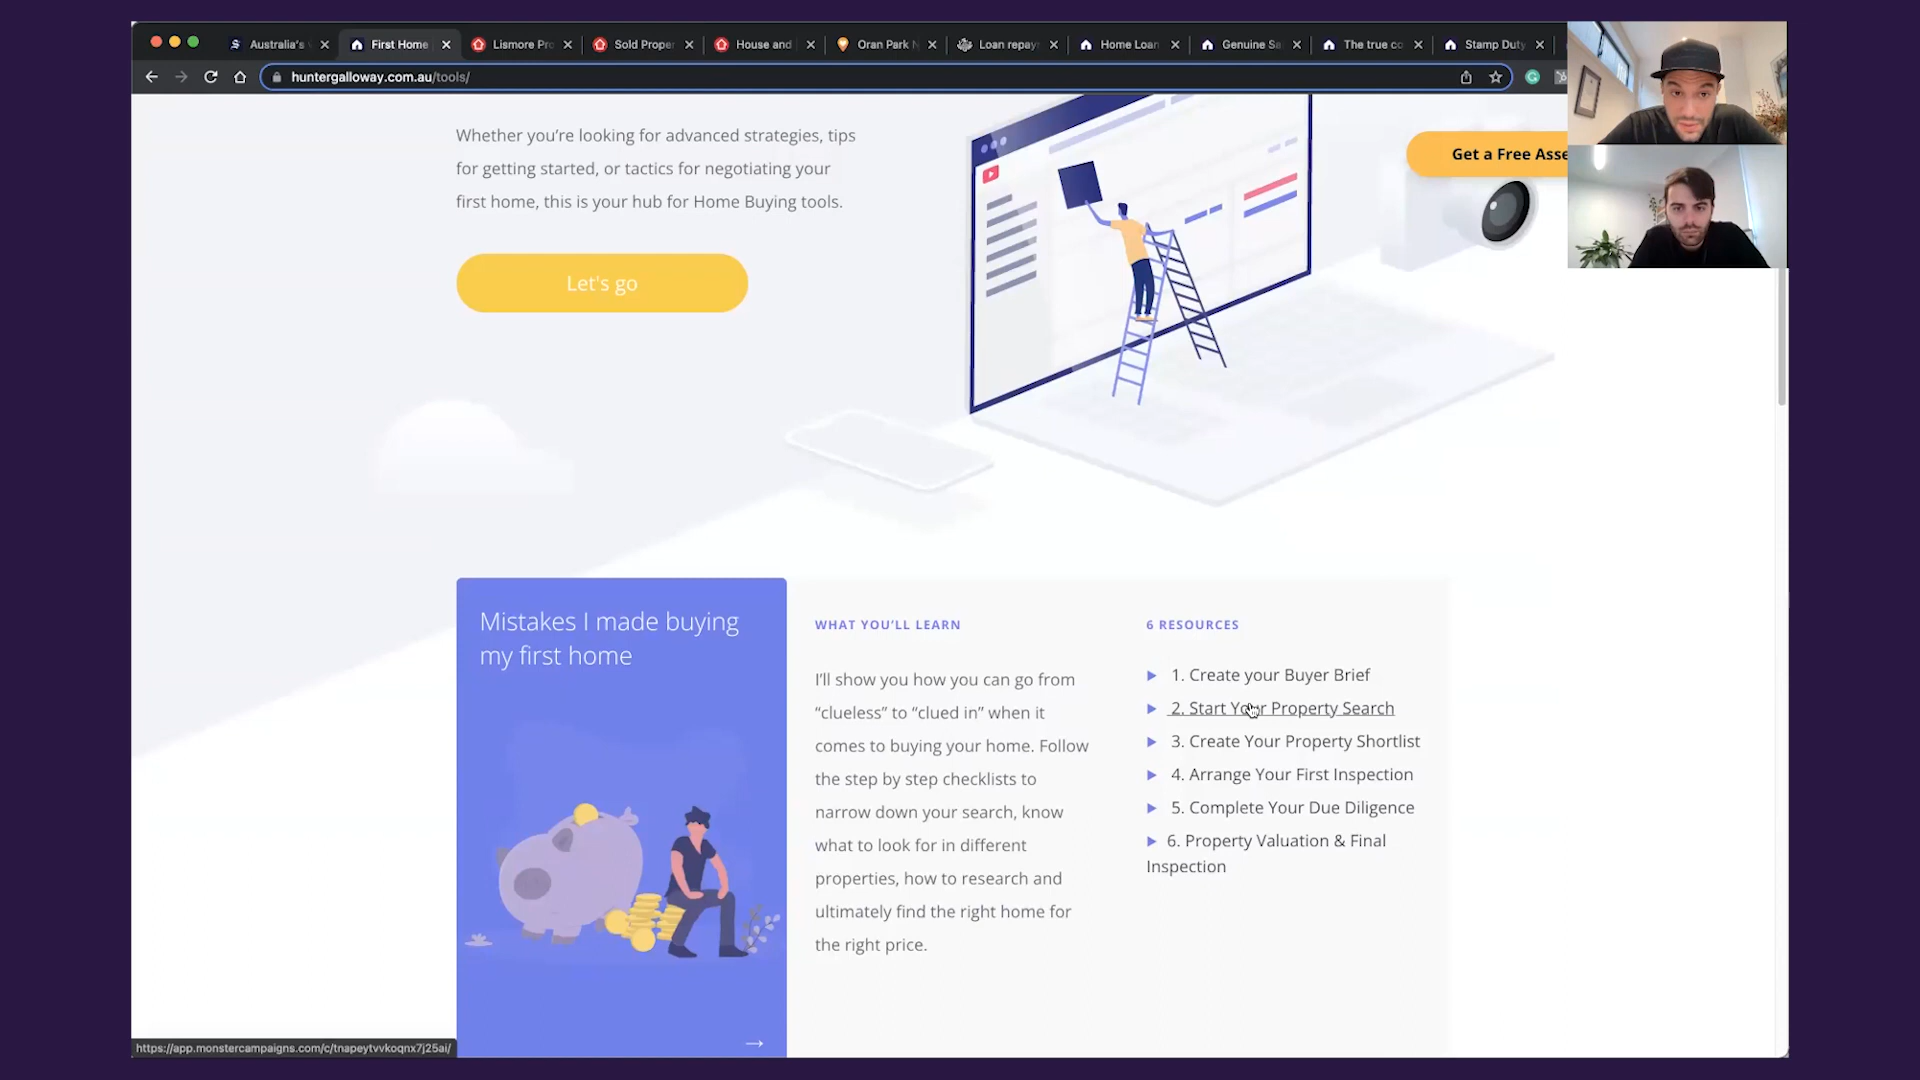 Australia's
First Home
Lismore Pro
Sold Proper
House and
Oran Park N
Loan repay
Home Loan
Genuine Sa
The true co
Stamp Duty
huntergalloway.com.au/tools/
Whether you're looking for advanced strategies, tips
for getting started, or tactics for negotiating your
first home, this is your hub for Home Buying tools.
Let's go
Get a Free Asse
Mistakes I made buying
my first home
WHAT YOU'LL LEARN
I'll show you how you can go from
“clueless” to “clued in” when it
comes to buying your home. Follow
the step by step checklists to
narrow down your search, know
what to look for in different
properties, how to research and
ultimately find the right home for
the right price.
6 RESOURCES
1. Create your Buyer Brief
2. Start Your Property Search
3. Create Your Property Shortlist
4. Arrange Your First Inspection
5. Complete Your Due Diligence
6. Property Valuation & Final
Inspection
https://app.monstercampaigns.com/c/tnapeytvvkoqnx7j25ai/